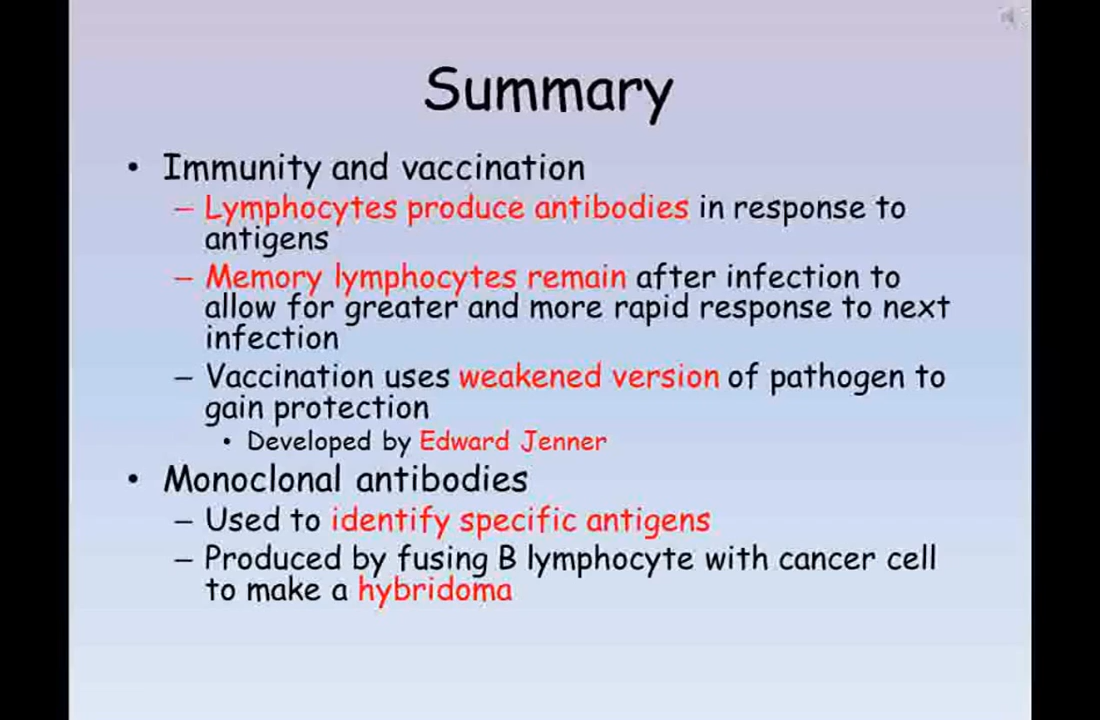 Summary
• Immunity and vaccination
– Lymphocytes produce antibodies in response to
antigens
– Memory lymphocytes remain after infection to
allow for greater and more rapid response to next
infection
– Vaccination uses weakened version of pathogen to
gain protection
• Developed by Edward Jenner
• Monoclonal antibodies
– Used to identify specific antigens
– Produced by fusing B lymphocyte with cancer cell
to make a hybridoma